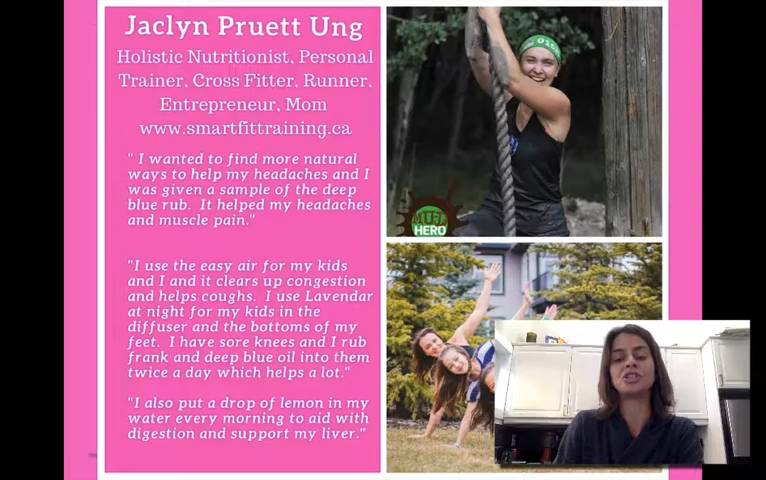 Jaclyn Pruett Ung
Holistic Nutritionist, Personal
Trainer, Cross Fitter, Runner,
Entrepreneur, Mom
www.smartfittraining.ca
" I wanted to find more natural
ways to help my headaches and I
was given a sample of the deep
blue rub. It helped my headaches
and muscle pain."
"I use the easy air for my kids
and I and it clears up congestion
and helps coughs. I use Lavendar
at night for my kids in the
diffuser and the bottoms of my
feet. I have sore knees and I rub
frank and deep blue oil into them
twice a day which helps a lot."
"I also put a drop of lemon in my
water every morning to aid with
digestion and support my liver."
MUD
HERO